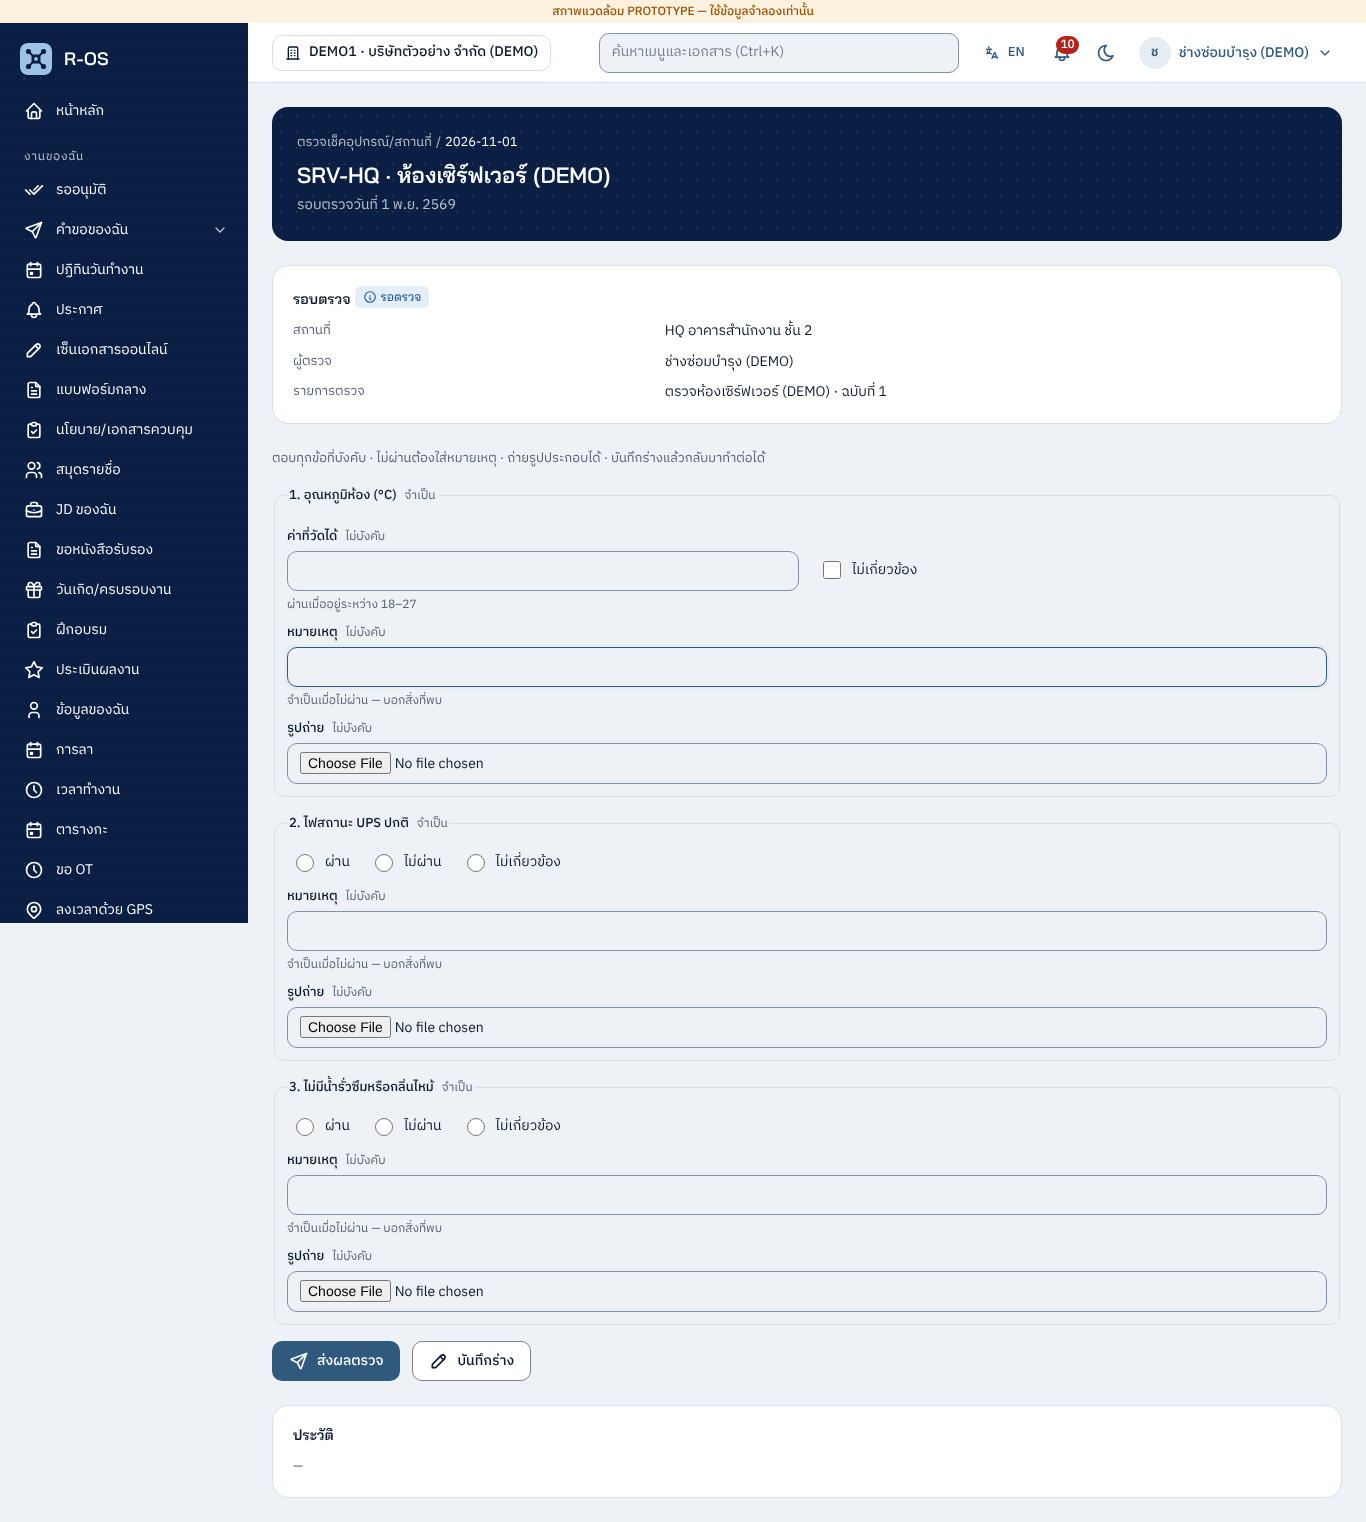 สภาพแวดล้อม PROTOTYPE — ใช้ข้อมูลจำลองเท่านั้น
R-OS
DEMO1 · บริษัทตัวอย่าง จำกัด (DEMO)
ค้นหาเมนูและเอกสาร (Ctrl+K)
EN
10
ช
ช่างซ่อมบำรุง (DEMO)
หน้าหลัก
งานของฉัน
รออนุมัติ
คำขอของฉัน
ปฏิทินวันทำงาน
ประกาศ
เซ็นเอกสารออนไลน์
แบบฟอร์มกลาง
นโยบาย/เอกสารควบคุม
สมุดรายชื่อ
JD ของฉัน
ขอหนังสือรับรอง
วันเกิด/ครบรอบงาน
ฝึกอบรม
ประเมินผลงาน
ข้อมูลของฉัน
การลา
เวลาทำงาน
ตารางกะ
ขอ OT
ลงเวลาด้วย GPS
ตรวจเช็คอุปกรณ์/สถานที่ / 2026-11-01
SRV-HQ · ห้องเซิร์ฟเวอร์ (DEMO)
รอบตรวจวันที่ 1 พ.ย. 2569
รอบตรวจ รอตรวจ
สถานที่ HQ อาคารสำนักงาน ชั้น 2
ผู้ตรวจ ช่างซ่อมบำรุง (DEMO)
รายการตรวจ ตรวจห้องเซิร์ฟเวอร์ (DEMO) · ฉบับที่ 1
ตอบทุกข้อที่บังคับ · ไม่ผ่านต้องใส่หมายเหตุ · ถ่ายรูปประกอบได้ · บันทึกร่างแล้วกลับมาทำต่อได้
1. อุณหภูมิห้อง (°C) จำเป็น
ค่าที่วัดได้ ไม่บังคับ
ไม่เกี่ยวข้อง
ผ่านเมื่ออยู่ระหว่าง 18–27
หมายเหตุ ไม่บังคับ
จำเป็นเมื่อไม่ผ่าน — บอกสิ่งที่พบ
รูปถ่าย ไม่บังคับ
Choose File No file chosen
2. ไฟสถานะ UPS ปกติ จำเป็น
ผ่าน ไม่ผ่าน ไม่เกี่ยวข้อง
หมายเหตุ ไม่บังคับ
จำเป็นเมื่อไม่ผ่าน — บอกสิ่งที่พบ
รูปถ่าย ไม่บังคับ
Choose File No file chosen
3. ไม่มีน้ำรั่วซึมหรือกลิ่นไหม้ จำเป็น
ผ่าน ไม่ผ่าน ไม่เกี่ยวข้อง
หมายเหตุ ไม่บังคับ
จำเป็นเมื่อไม่ผ่าน — บอกสิ่งที่พบ
รูปถ่าย ไม่บังคับ
Choose File No file chosen
ส่งผลตรวจ บันทึกร่าง
ประวัติ
—